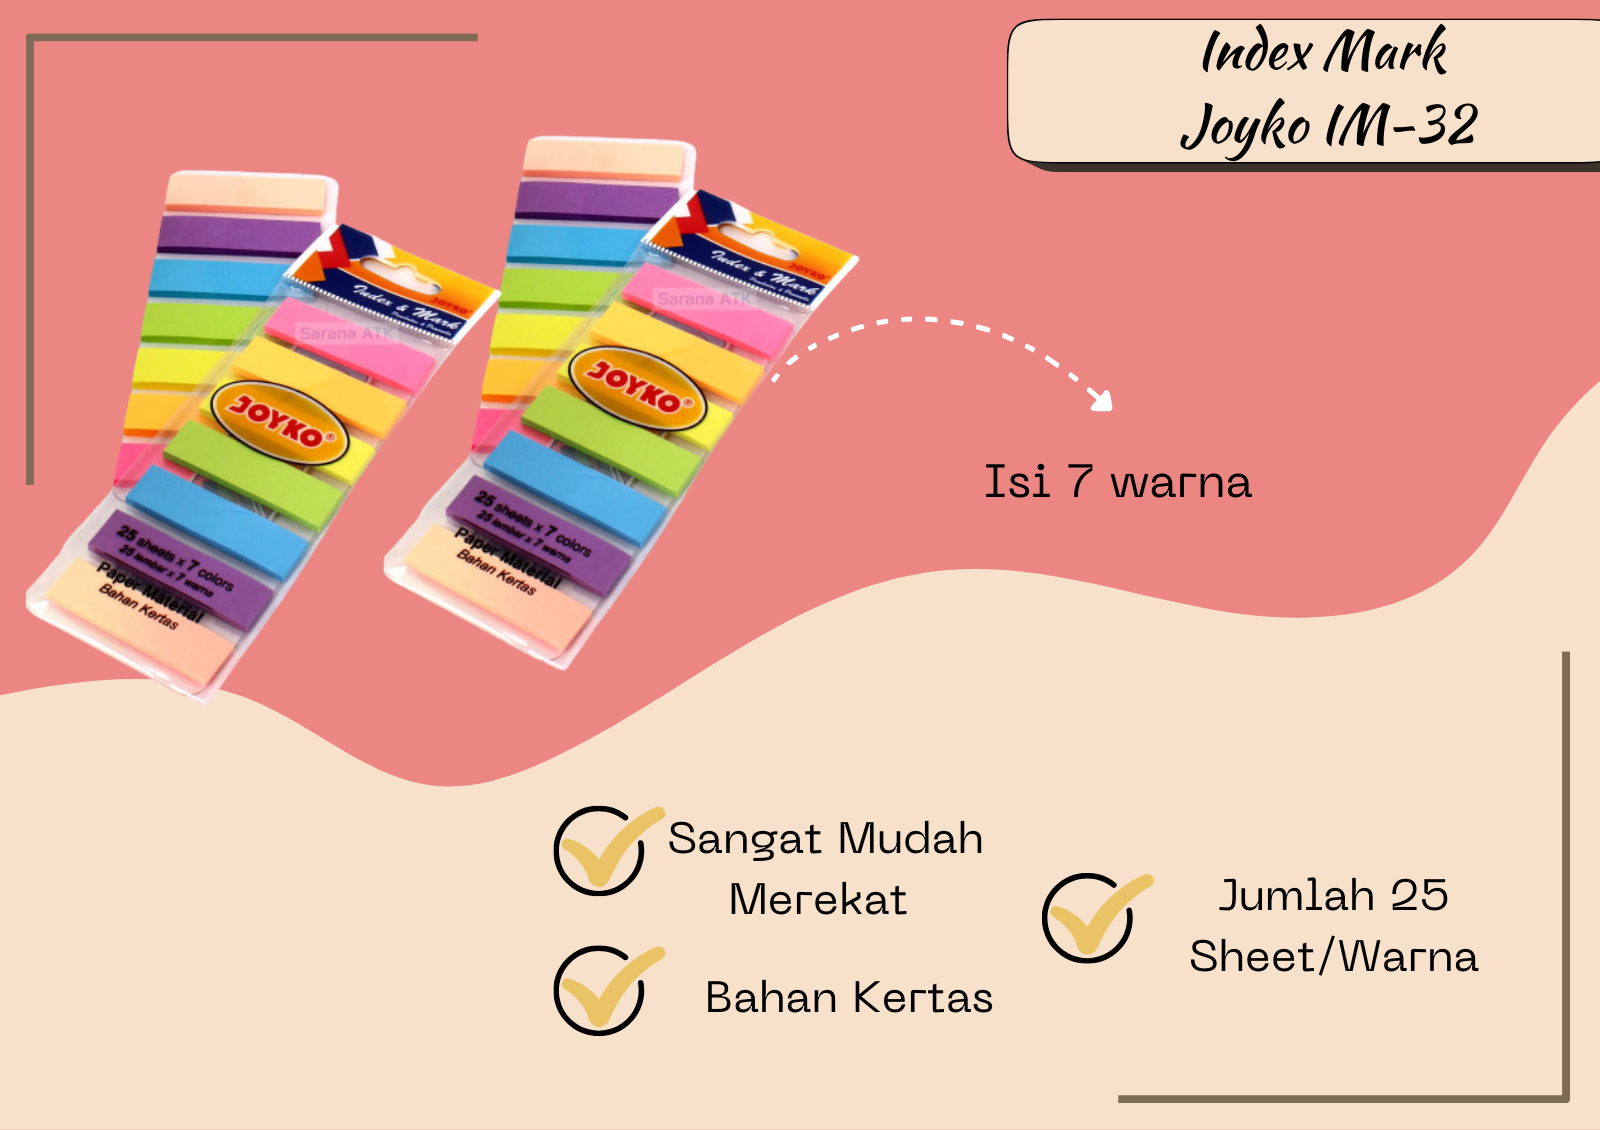 Index Mark
Joyko IM-32
JOYKO
Index & Mark
Sarana ATK
JOYKO®
25 sheets x 7 colors
25 lembar x 7 warna
Paper Material
Bahan Kertas
JOYKO
Index & Mark
Sarana ATK
JOYKO®
25 sheets x 7 colors
25 lembar x 7 warna
Paper Material
Bahan Kertas
Isi 7 warna
Sangat Mudah
Merekat
Bahan Kertas
Jumlah 25
Sheet/Warna